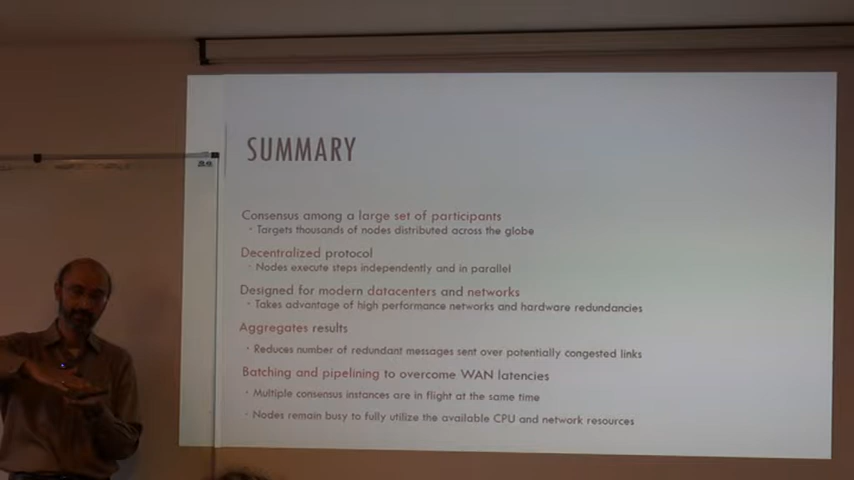 SUMMARY
Consensus among a large set of participants
• Targets thousands of nodes distributed across the globe
Decentralized protocol
• Nodes execute steps independently and in parallel
Designed for modern datacenters and networks
• Takes advantage of high performance networks and hardware redundancies
Aggregates results
• Reduces number of redundant messages sent over potentially congested links
Batching and pipelining to overcome WAN latencies
• Multiple consensus instances are in flight at the same time
• Nodes remain busy to fully utilize the available CPU and network resources